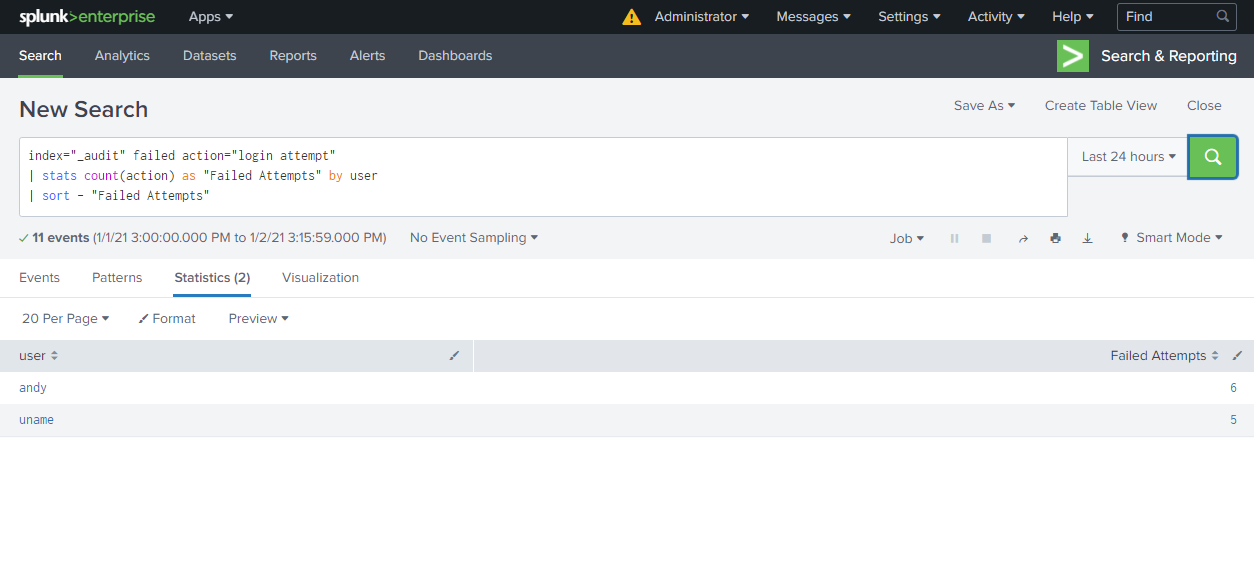 splunk>enterprise Apps Administrator Messages Settings Activity Help Find
Search Analytics Datasets Reports Alerts Dashboards Search & Reporting
New Search Save As Create Table View Close
index="_audit" failed action="login attempt" Last 24 hours
| stats count(action) as "Failed Attempts" by user
| sort - "Failed Attempts"
11 events (1/1/21 3:00:00.000 PM to 1/2/21 3:15:59.000 PM) No Event Sampling Job Smart Mode
Events Patterns Statistics (2) Visualization
20 Per Page Format Preview
user Failed Attempts
andy 6
uname 5